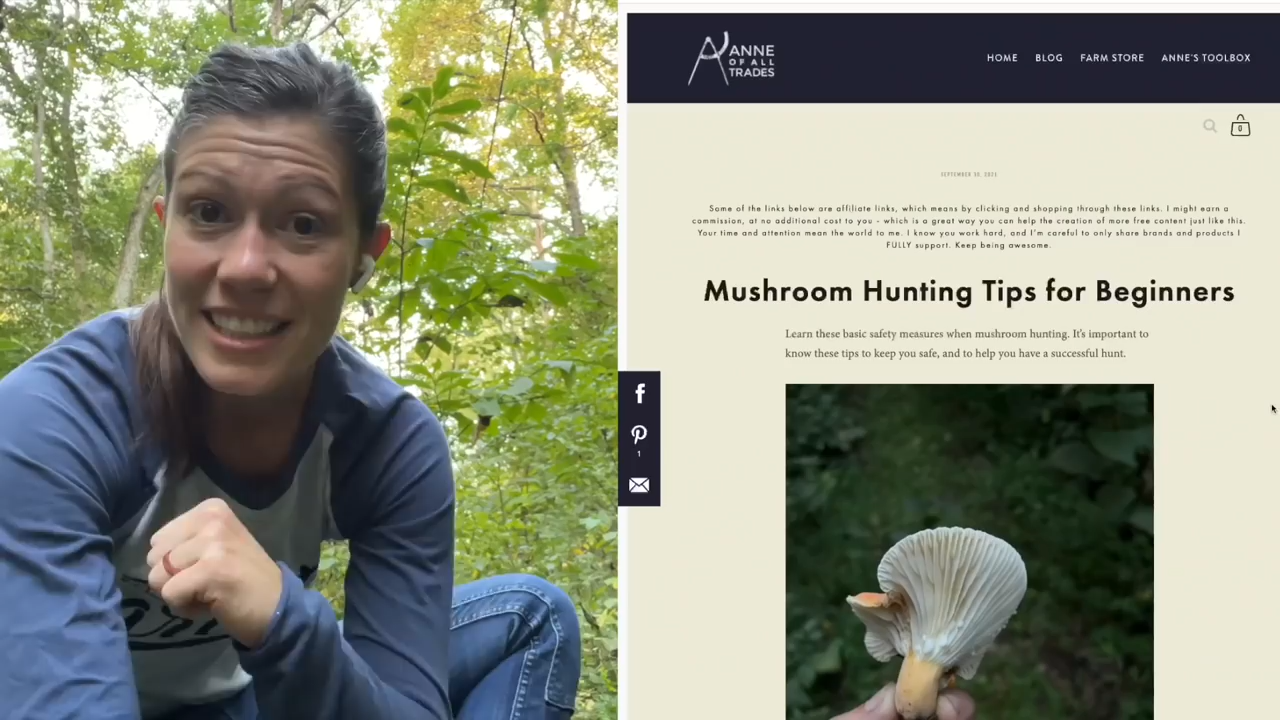 ANNE
OF ALL
TRADES
HOME BLOG FARM STORE ANNE'S TOOLBOX
0
SEPTEMBER 30, 2021
Some of the links below are affiliate links, which means by clicking and shopping through these links. I might earn a
commission, at no additional cost to you - which is a great way you can help the creation of more free content just like this.
Your time and attention mean the world to me. I know you work hard, and I'm careful to only share brands and products I
FULLY support. Keep being awesome.
Mushroom Hunting Tips for Beginners
Learn these basic safety measures when mushroom hunting. It's important to
know these tips to keep you safe, and to help you have a successful hunt.
1